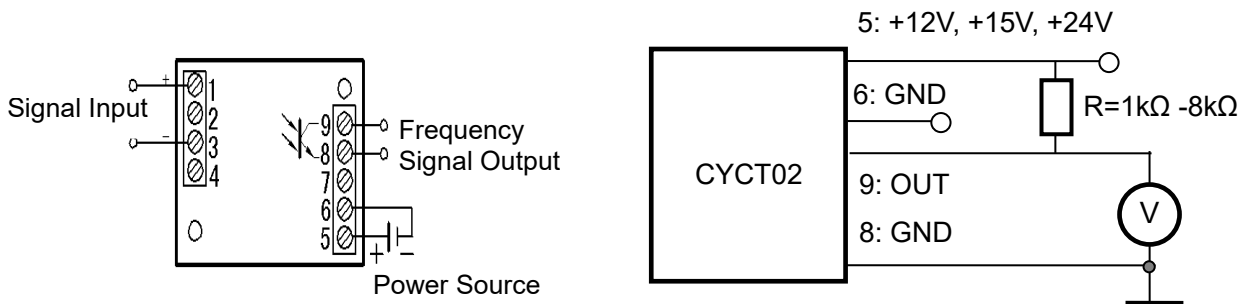 Signal Input
+
−
1
2
3
4
9
8
7
6
5
Frequency
Signal Output
+ −
Power Source
5: +12V, +15V, +24V
6: GND
R=1kΩ -8kΩ
CYCT02
9: OUT
8: GND
V